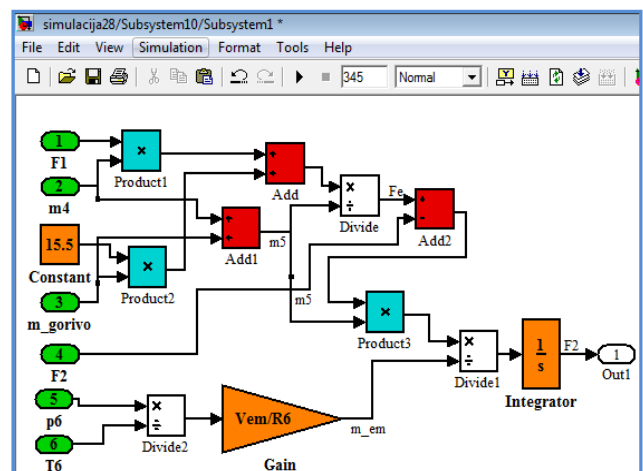 simulacija28/Subsystem10/Subsystem1 *
File Edit View Simulation Format Tools Help
345 Normal
1
F1
Product1
2
m4
Add
Fe
Divide
Add2
15.5
Constant
Add1
m5
Product2
3
m_gorivo
m5
Product3
4
F2
Divide1
1
s
F2
1
Out1
Integrator
5
p6
Divide2
Vem/R6
m_em
Gain
6
T6